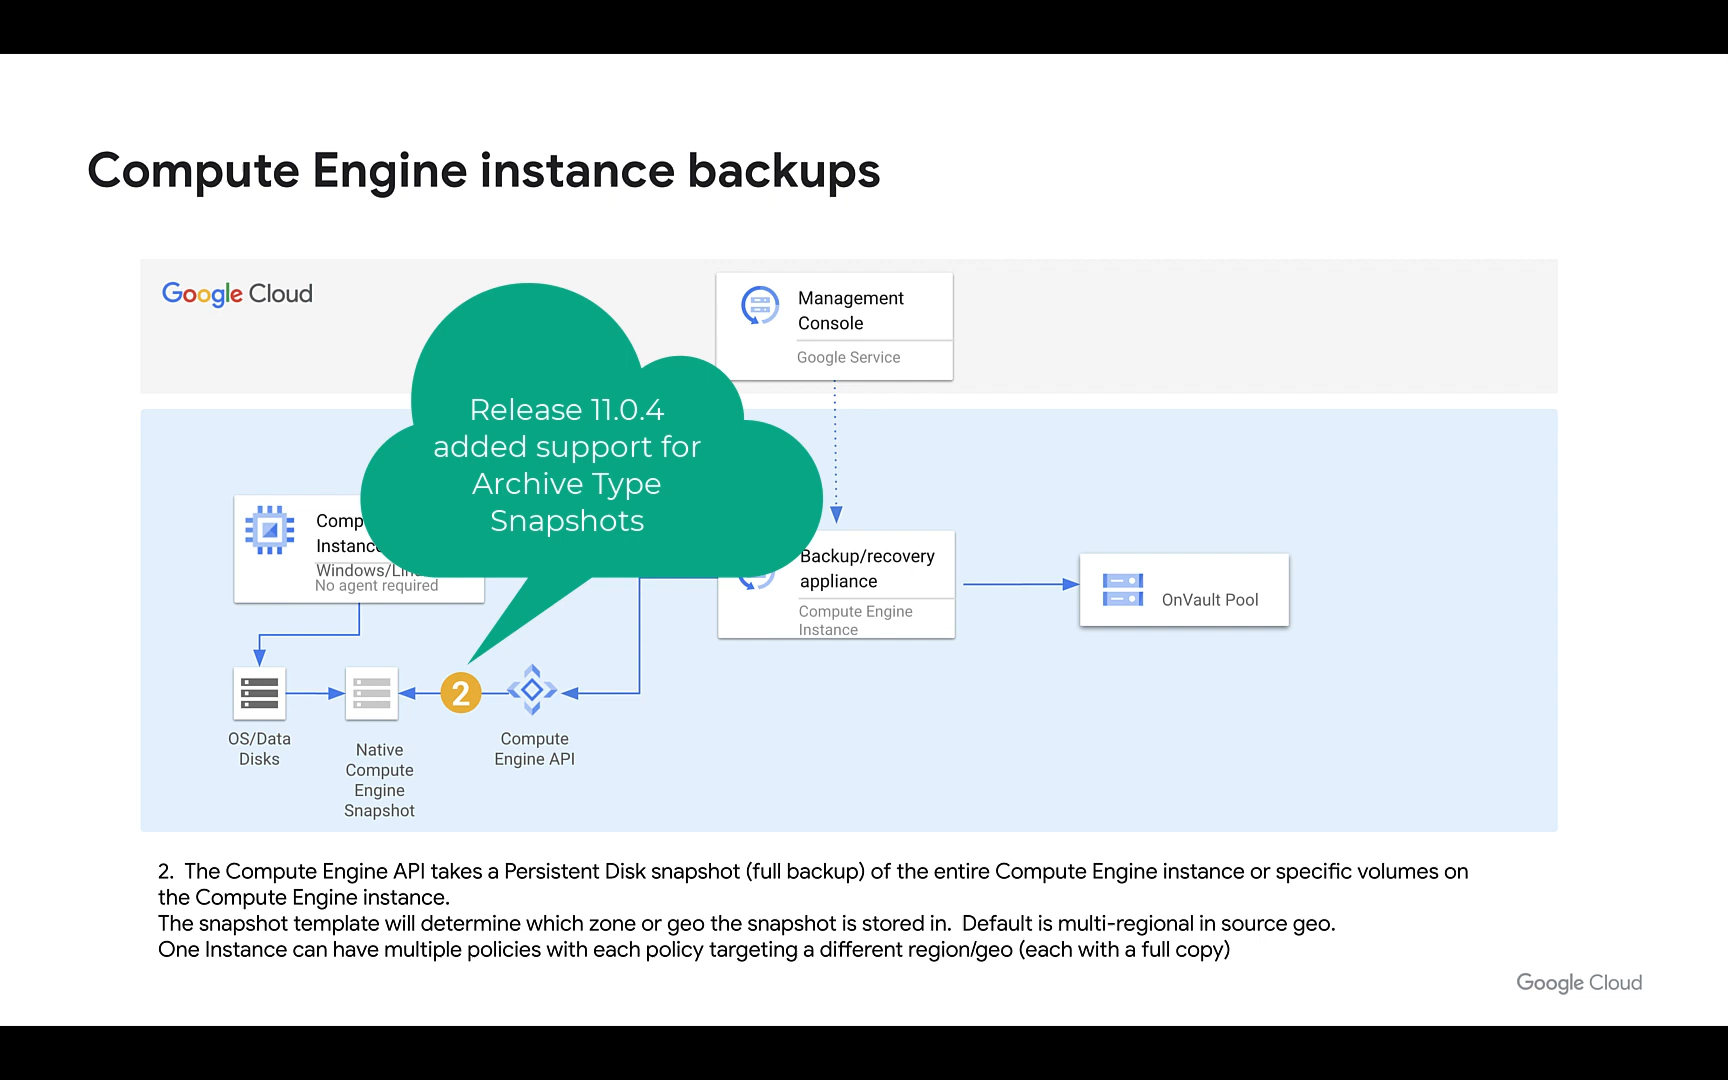 Compute Engine instance backups
Google Cloud
Management
Console
Google Service
Release 11.0.4
added support for
Archive Type
Snapshots
Instance
Windows/Lin
No agent required
Backup/recovery
appliance
Compute Engine
Instance
OnVault Pool
2
OS/Data
Disks
Native
Compute
Engine
Snapshot
Compute
Engine API
2. The Compute Engine API takes a Persistent Disk snapshot (full backup) of the entire Compute Engine instance or specific volumes on
the Compute Engine instance.
The snapshot template will determine which zone or geo the snapshot is stored in. Default is multi-regional in source geo.
One Instance can have multiple policies with each policy targeting a different region/geo (each with a full copy)
Google Cloud